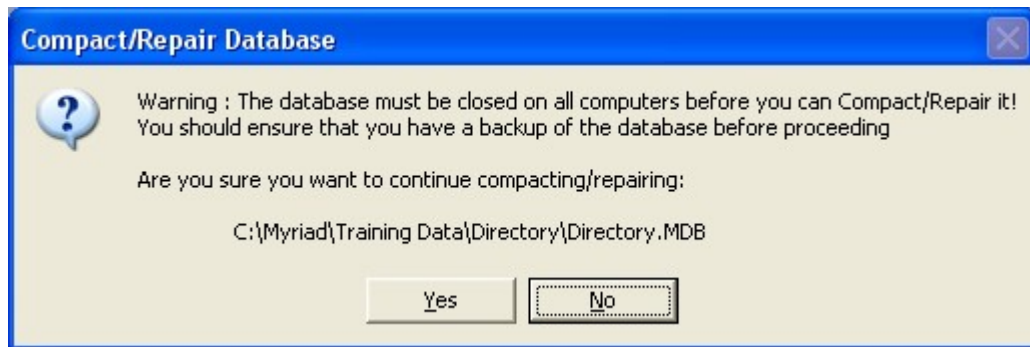 Compact/Repair Database
Warning : The database must be closed on all computers before you can Compact/Repair it!
You should ensure that you have a backup of the database before proceeding
Are you sure you want to continue compacting/repairing:
C:\Myriad\Training Data\Directory\Directory.MDB
Yes No